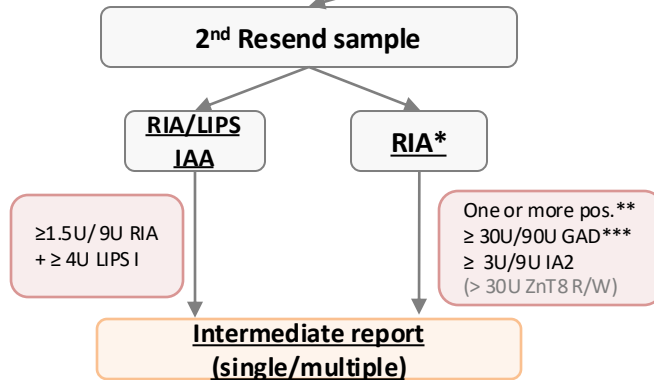 2nd Resend sample
RIA/LIPS
IAA
RIA*
≥1.5U/ 9U RIA
+ ≥ 4U LIPS I
One or more pos.**
≥ 30U/90U GAD***
≥ 3U/9U IA2
(> 30U ZnT8 R/W)
Intermediate report
(single/multiple)